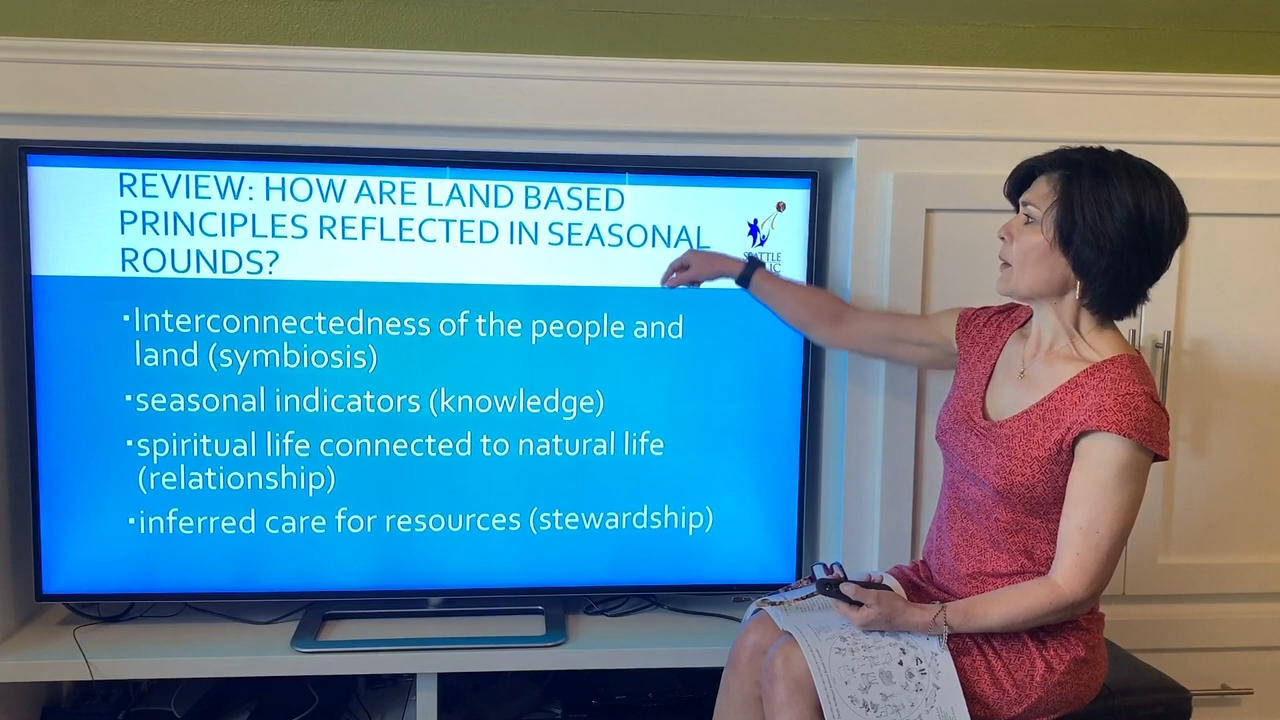 REVIEW: HOW ARE LAND BASED
PRINCIPLES REFLECTED IN SEASONAL
ROUNDS?
▪Interconnectedness of the people and
land (symbiosis)
▪seasonal indicators (knowledge)
▪spiritual life connected to natural life
(relationship)
▪inferred care for resources (stewardship)